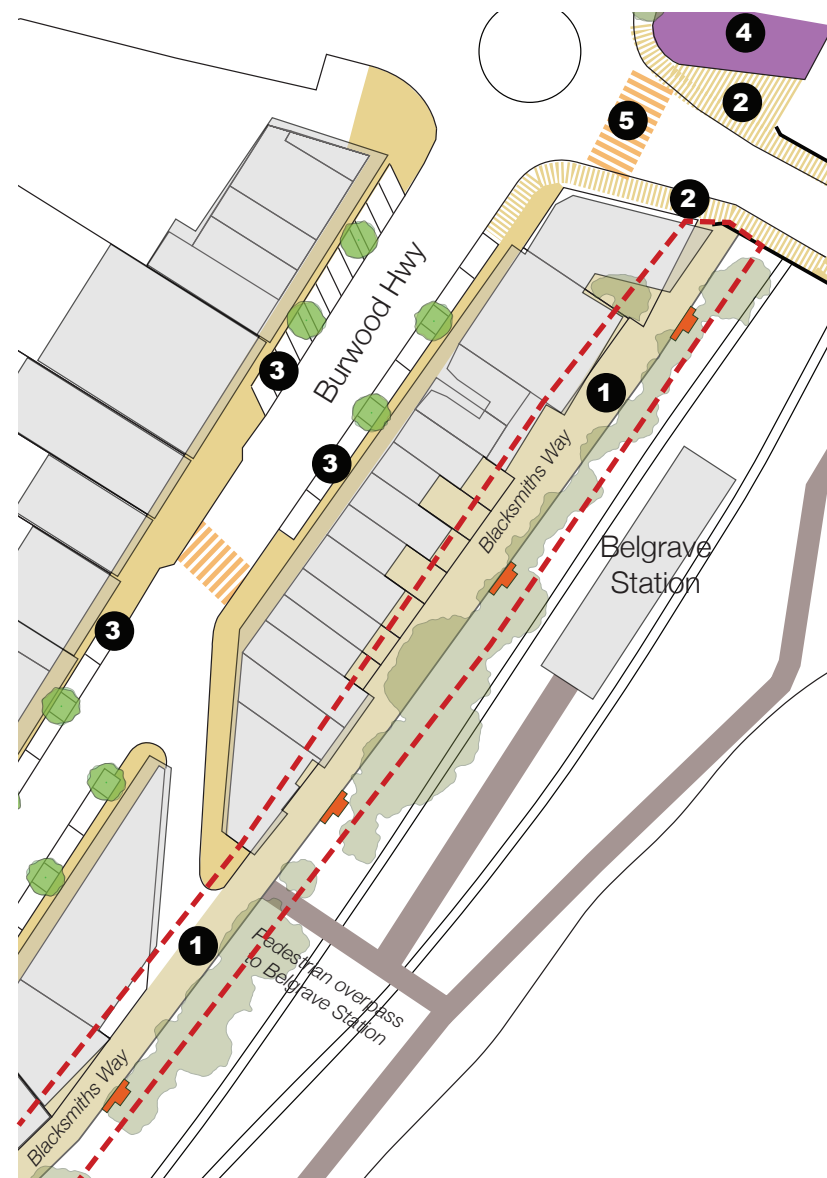 4
2
5
2
Burwood Hwy
3
1
3
Blacksmiths Way
Belgrave
Station
3
1
Pedestrian overpass
to Belgrave Station
Blacksmiths Way